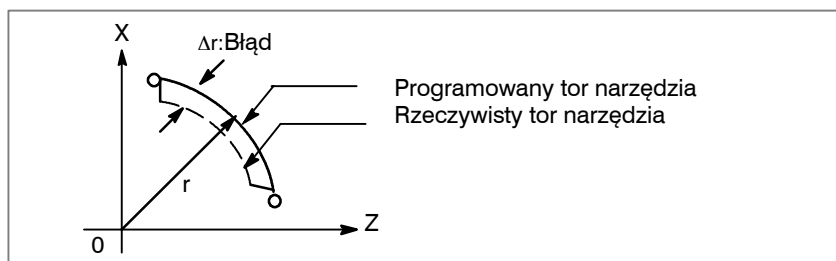 X
Δr:Błąd
Programowany tor narzędzia
Rzeczywisty tor narzędzia
r
Z
0